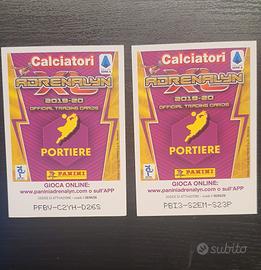 Calciatori
ADRENALYN
XL
2019-20
OFFICIAL TRADING CARDS
PORTIERE
PANINI
GIOCA ONLINE:
www.paniniadrenalyn.com o sull'APP
PFBV-C2YH-D26S
Calciatori
ADRENALYN
XL
2019-20
OFFICIAL TRADING CARDS
PORTIERE
PANINI
GIOCA ONLINE:
www.paniniadrenalyn.com o sull'APP
PBI3-S2EM-S23P
subito